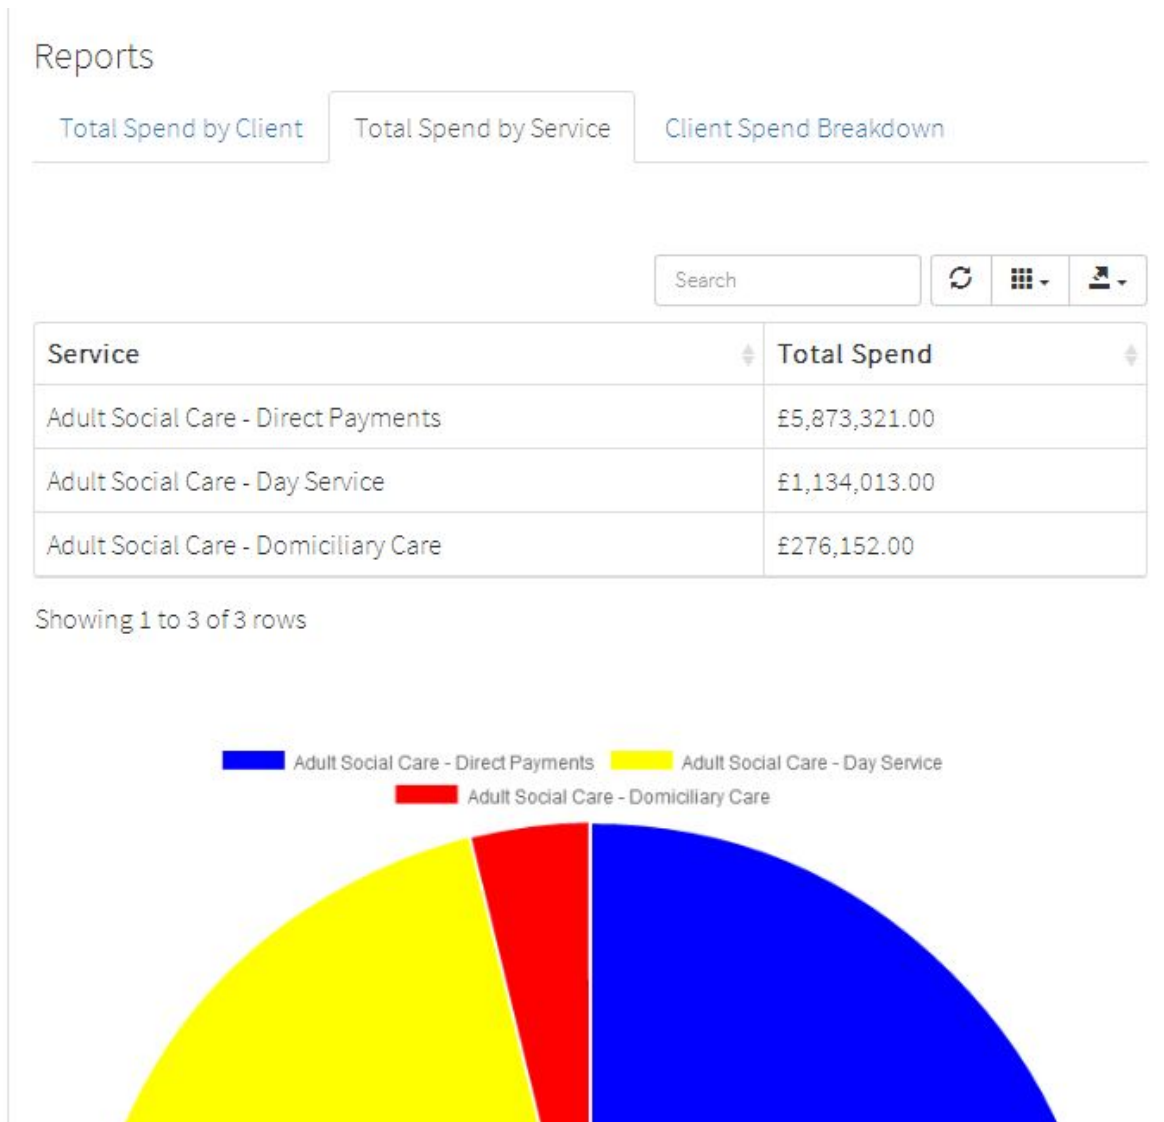 Reports
Total Spend by Client Total Spend by Service Client Spend Breakdown
Search
Service Total Spend
Adult Social Care - Direct Payments £5,873,321.00
Adult Social Care - Day Service £1,134,013.00
Adult Social Care - Domiciliary Care £276,152.00
Showing 1 to 3 of 3 rows
Adult Social Care - Direct Payments Adult Social Care - Day Service
Adult Social Care - Domiciliary Care